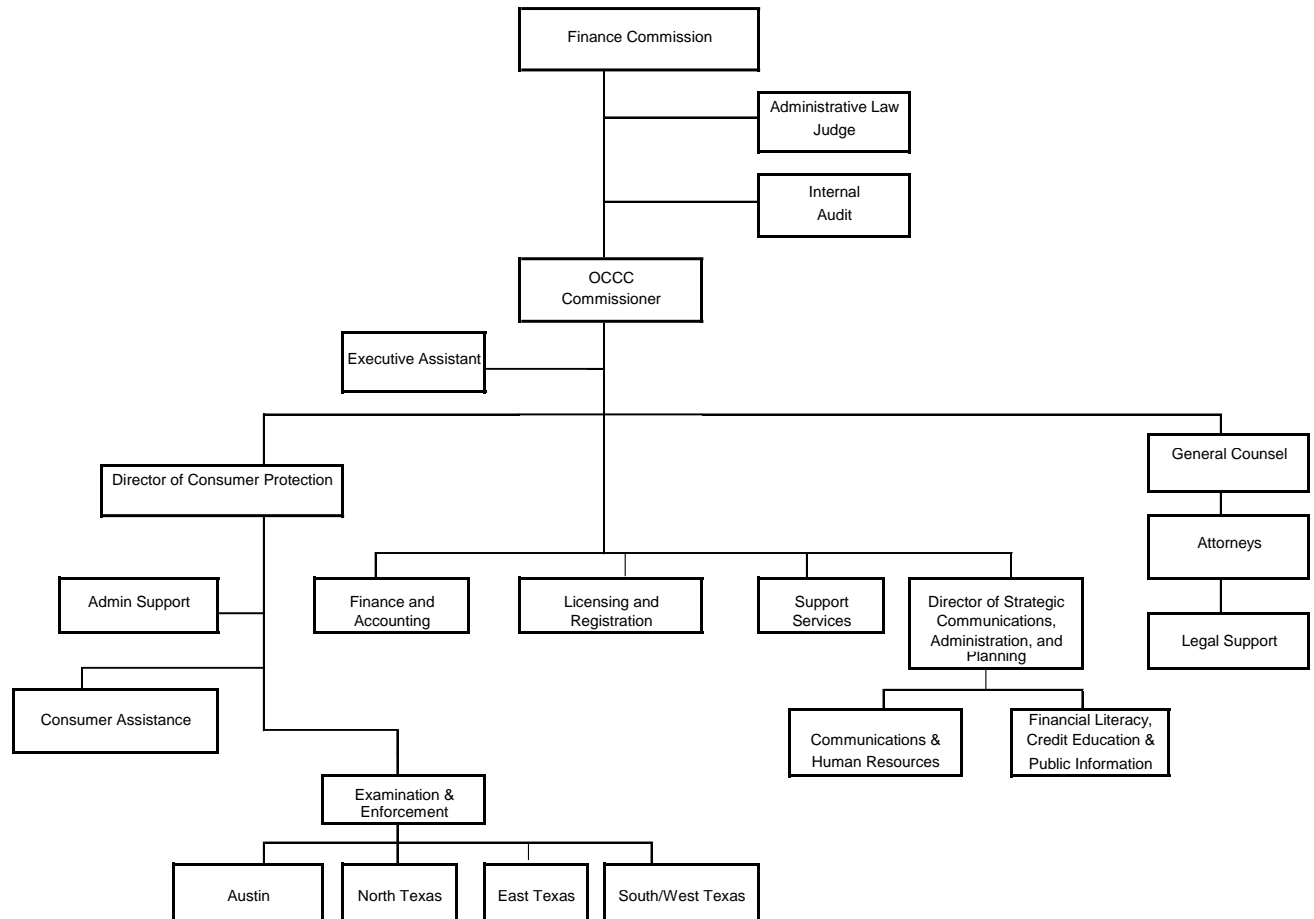 Finance Commission
Administrative Law
Judge
Internal
Audit
OCCC
Commissioner
Executive Assistant
General Counsel
Director of Consumer Protection
Attorneys
Admin Support
Finance and
Accounting
Licensing and
Registration
Support
Services
Director of Strategic
Communications,
Administration, and
Planning
Legal Support
Consumer Assistance
Communications &
Human Resources
Financial Literacy,
Credit Education &
Public Information
Examination &
Enforcement
Austin
North Texas
East Texas
South/West Texas